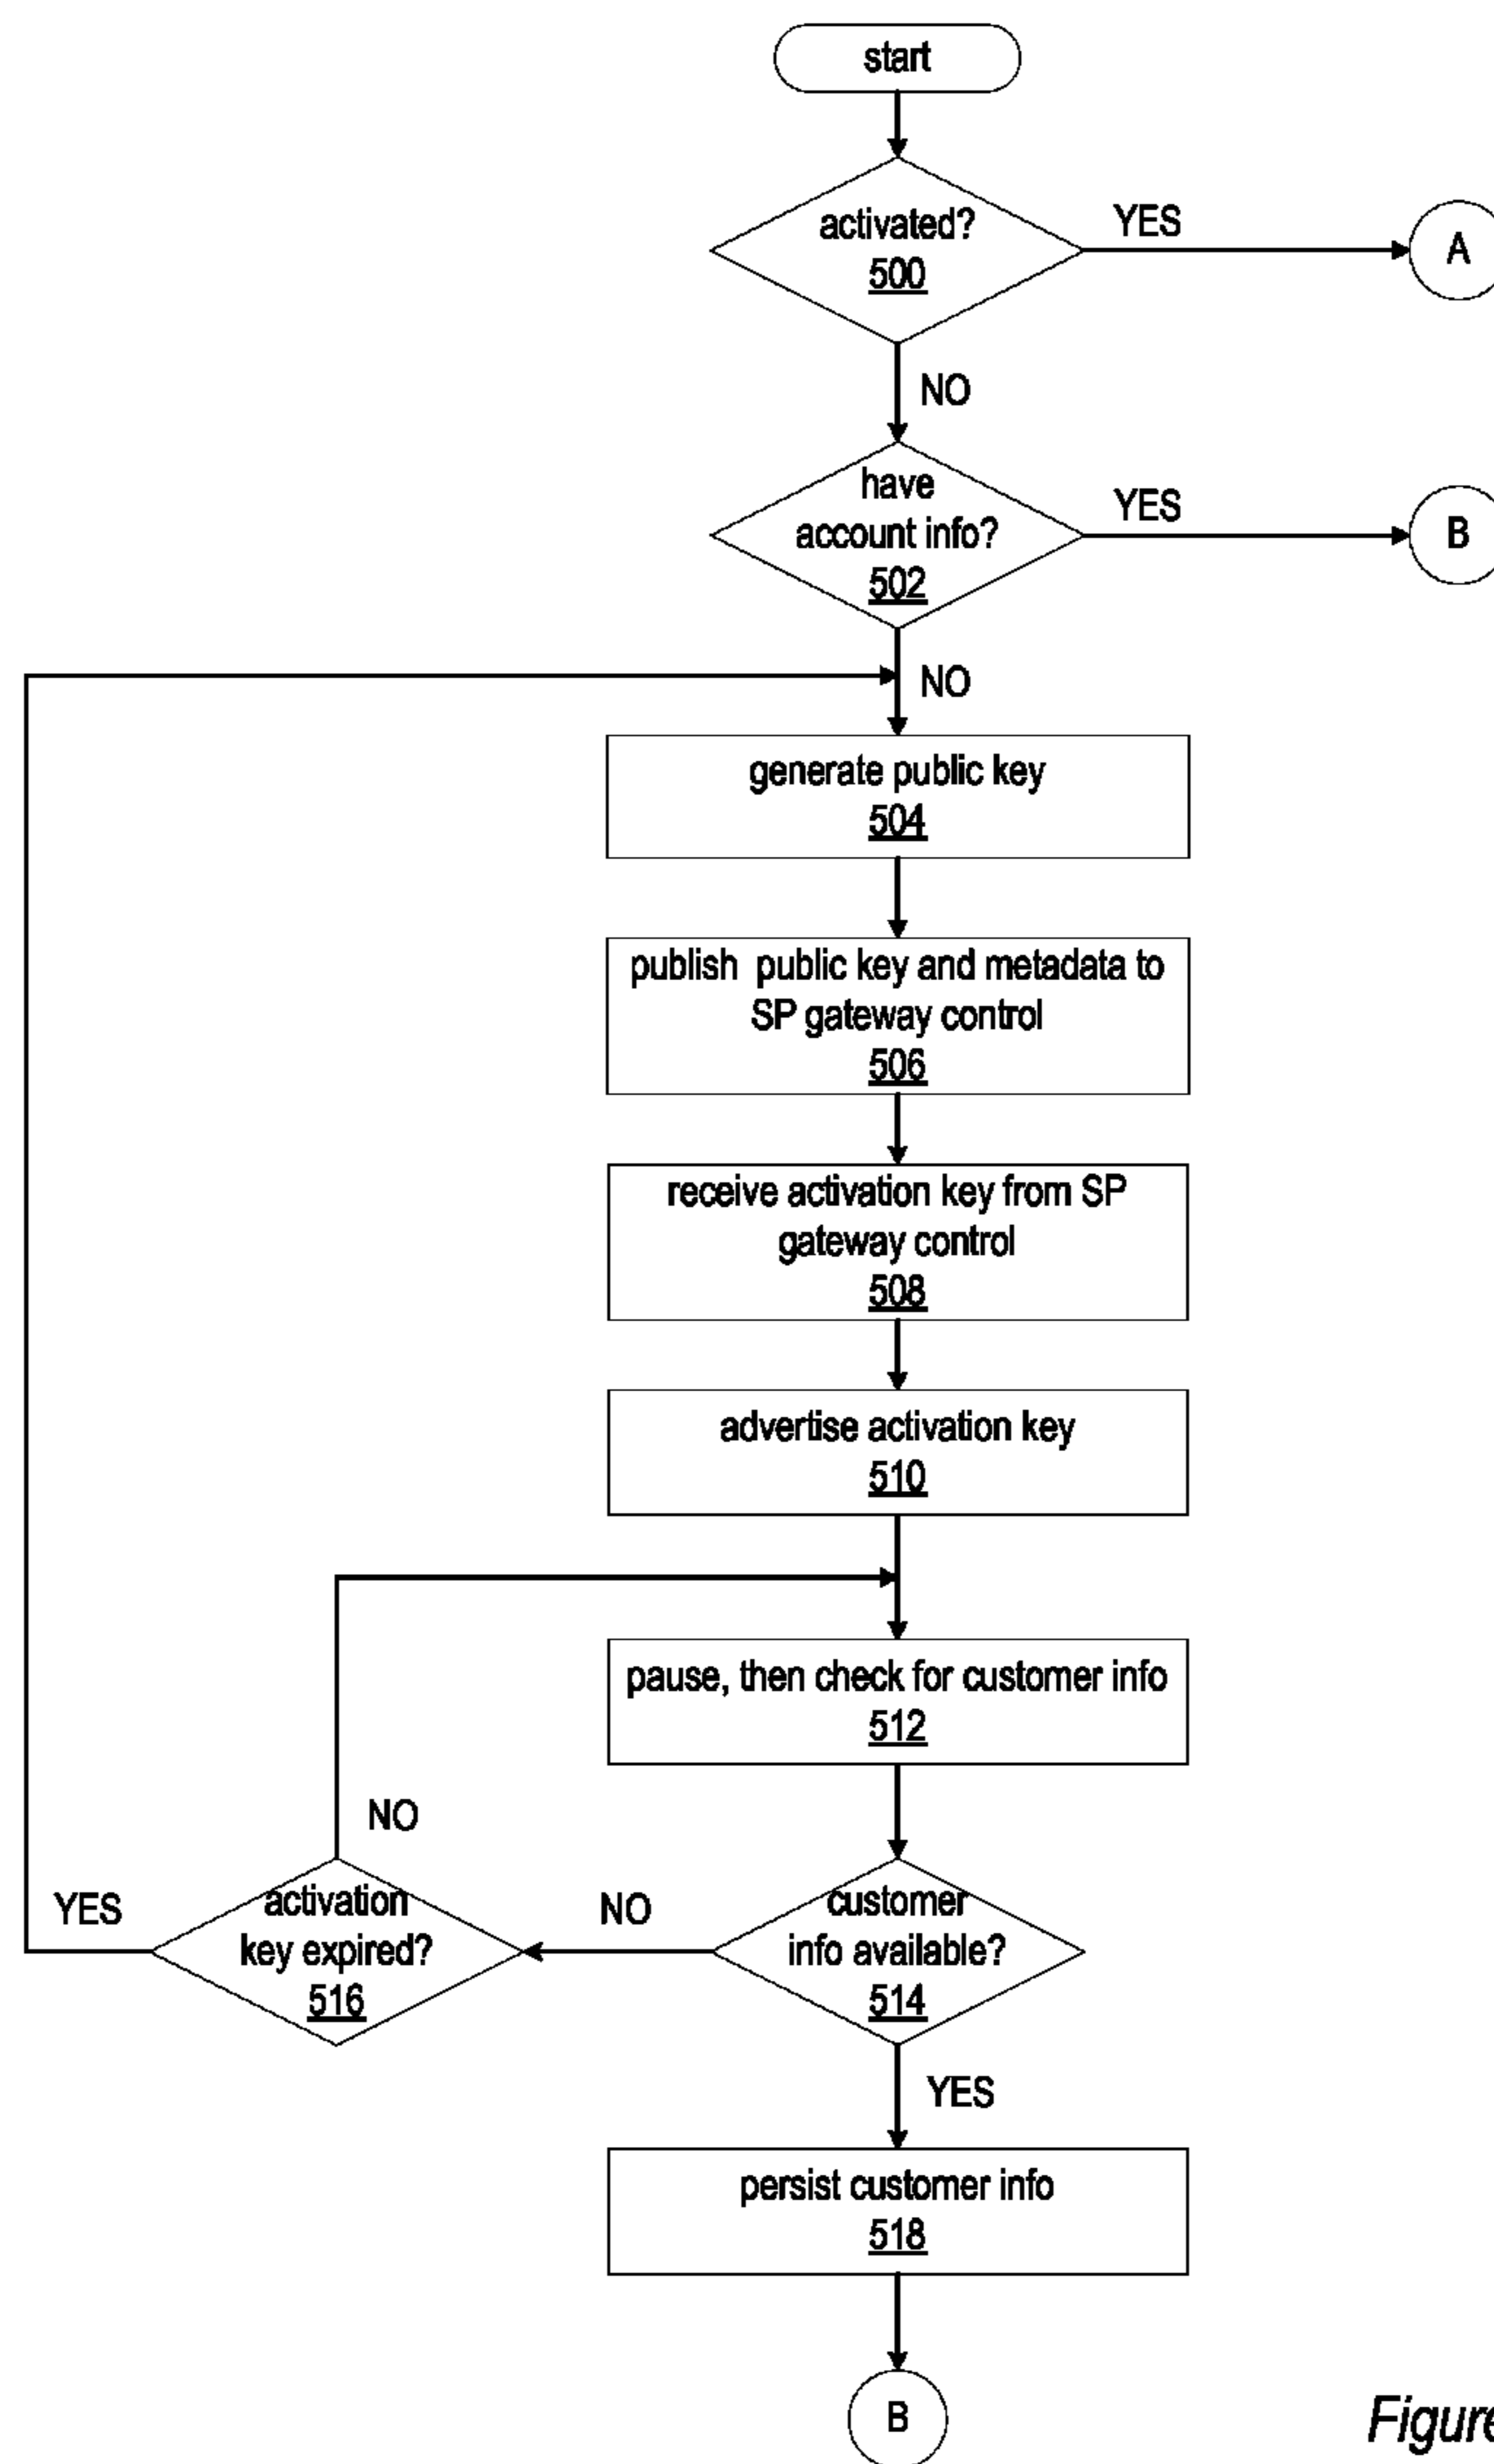 start
activated?
500
YES
A
NO
have
account info?
502
YES
B
NO
generate public key
504
publish public key and metadata to
SP gateway control
506
receive activation key from SP
gateway control
508
advertise activation key
510
pause, then check for customer info
512
NO
YES
activation
key expired?
516
NO
customer
info available?
514
YES
persist customer info
518
B
Figure